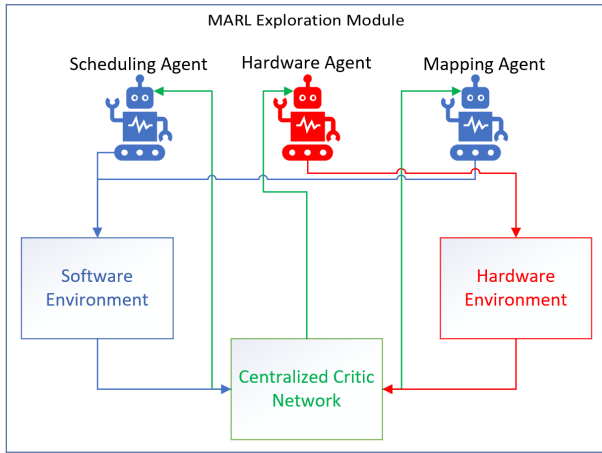 MARL Exploration Module
Scheduling Agent
Hardware Agent
Mapping Agent
Software
Environment
Hardware
Environment
Centralized Critic
Network